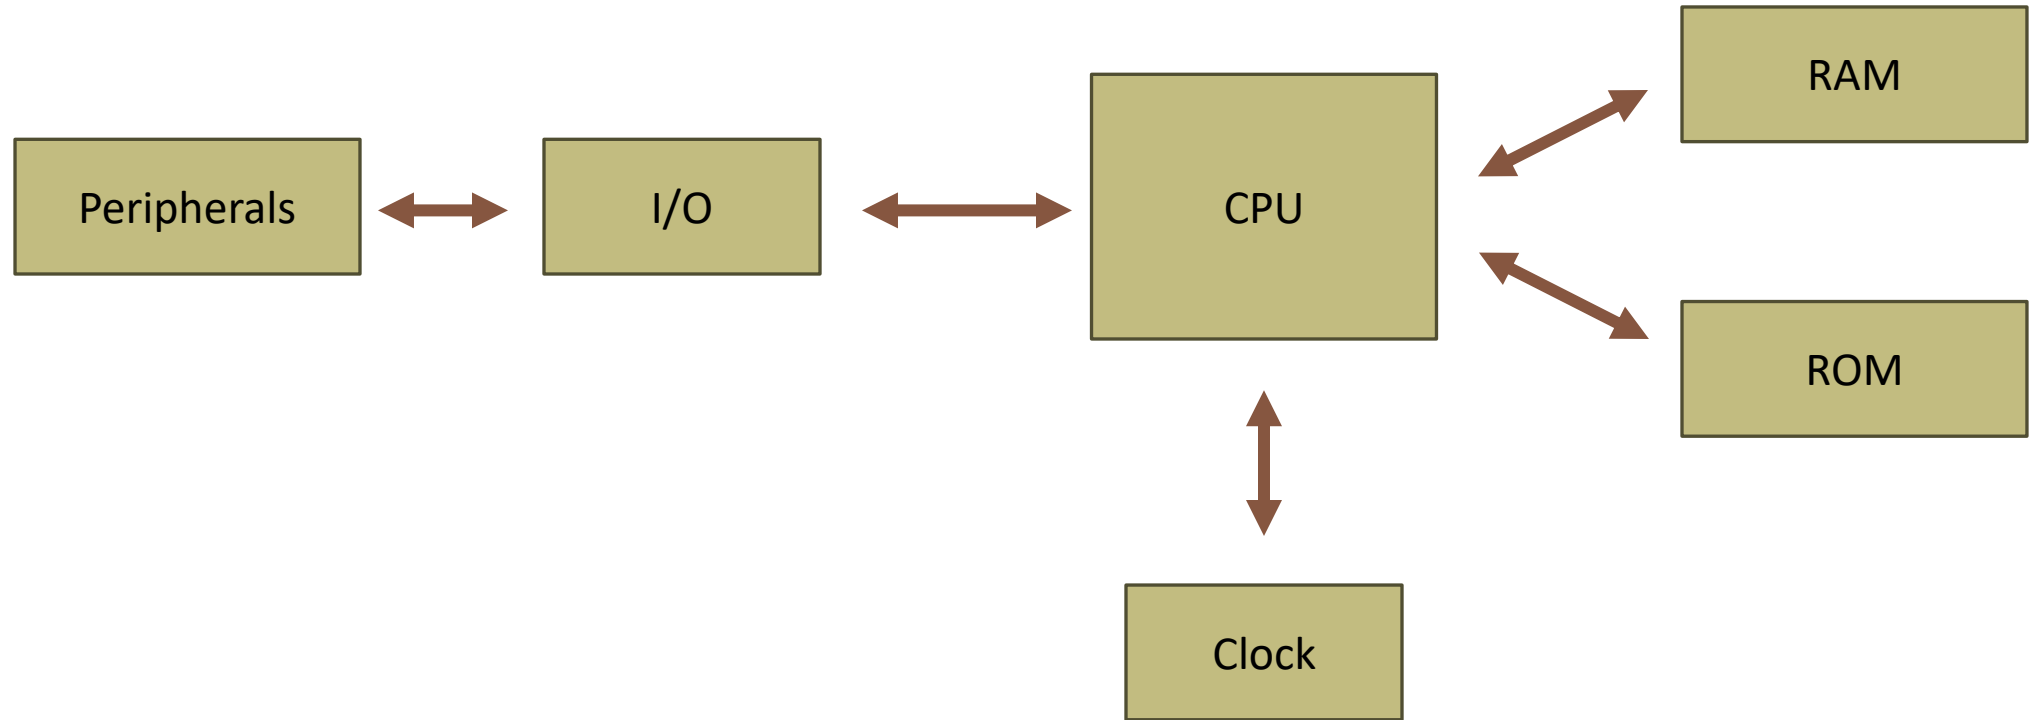 RAM
Peripherals
I/O
CPU
ROM
Clock